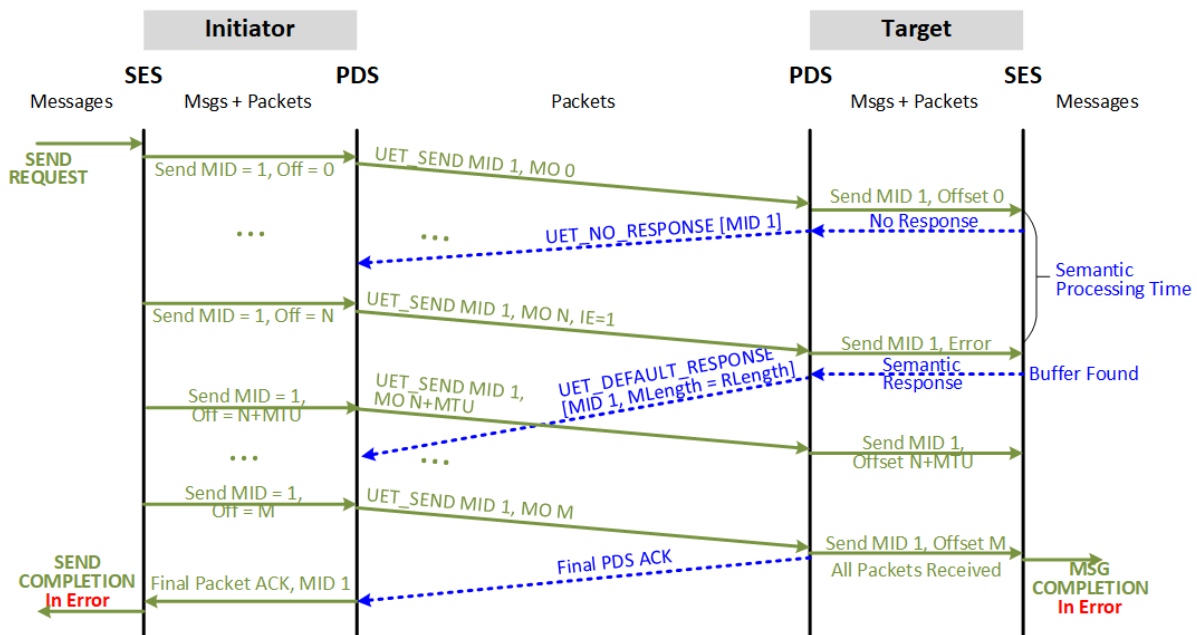 Initiator
Target
SES
PDS
PDS
SES
Messages
Msgs + Packets
Packets
Msgs + Packets
Messages
SEND
REQUEST
Send MID = 1, Off = 0
UET_SEND MID 1, MO 0
Send MID 1, Offset 0
...
...
UET_NO_RESPONSE [MID 1]
No Response
Semantic
Processing Time
Send MID = 1, Off = N
UET_SEND MID 1, MO N, IE=1
Send MID 1, Error
UET_DEFAULT_RESPONSE
[MID 1, MLength = RLength]
Semantic
Response
Buffer Found
Send MID = 1,
Off = N+MTU
UET_SEND MID 1,
MO N+MTU
Send MID 1,
Offset N+MTU
...
...
Send MID = 1,
Off = M
UET_SEND MID 1, MO M
Send MID 1, Offset M
All Packets Received
Final PDS ACK
Final Packet ACK, MID 1
SEND
COMPLETION
In Error
MSG
COMPLETION
In Error